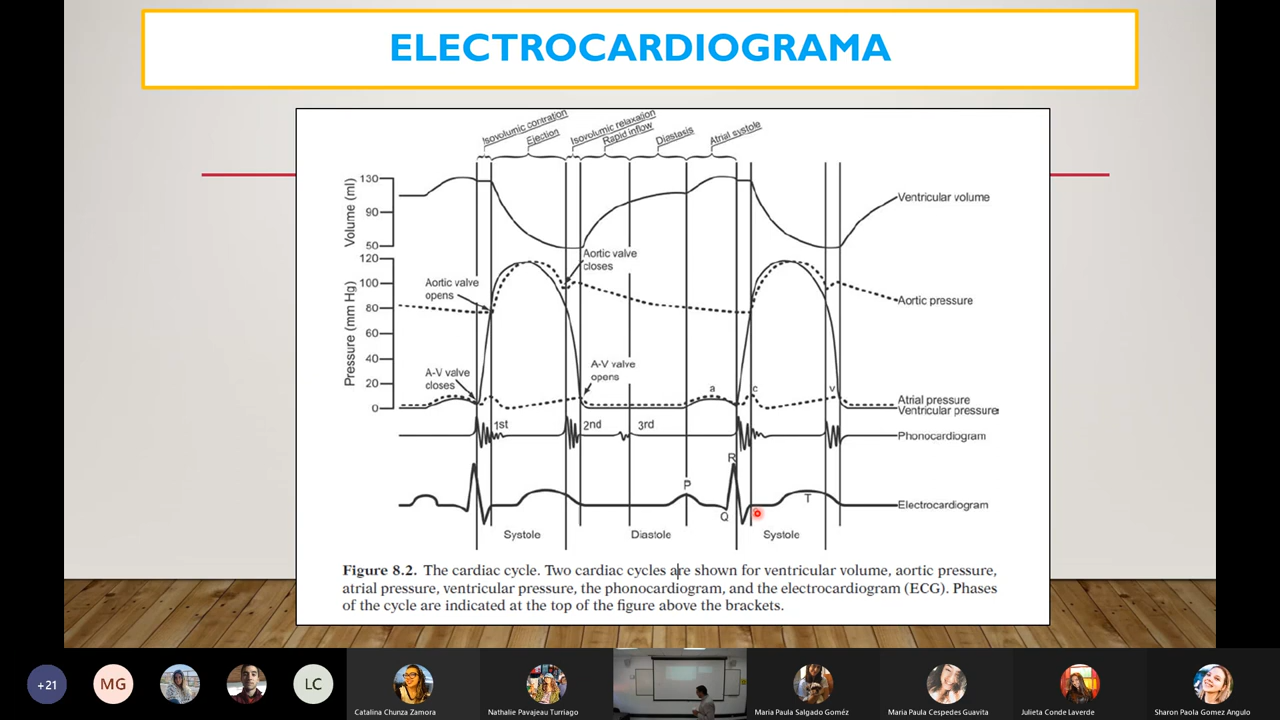 ELECTROCARDIOGRAMA
Isovolumic contration
Ejection
Isovolumic relaxation
Rapid inflow
Diastasis
Atrial systole
Volume (ml)
130
90
50
Ventricular volume
Pressure (mm Hg)
120
100
80
60
40
20
0
Aortic valve
opens
Aortic valve
closes
Aortic pressure
A-V valve
closes
A-V valve
opens
a
c
v
Atrial pressure
Ventricular pressure
1st
2nd
3rd
Phonocardiogram
P
R
Q
T
Electrocardiogram
Systole
Diastole
Systole
Figure 8.2. The cardiac cycle. Two cardiac cycles are shown for ventricular volume, aortic pressure,
atrial pressure, ventricular pressure, the phonocardiogram, and the electrocardiogram (ECG). Phases
of the cycle are indicated at the top of the figure above the brackets.
+21
MG
LC
Catalina Chunza Zamora
Nathalie Pavajeau Turriago
Maria Paula Salgado Goméz
Maria Paula Cespedes Guavita
Julieta Conde Laverde
Sharon Paola Gomez Angulo